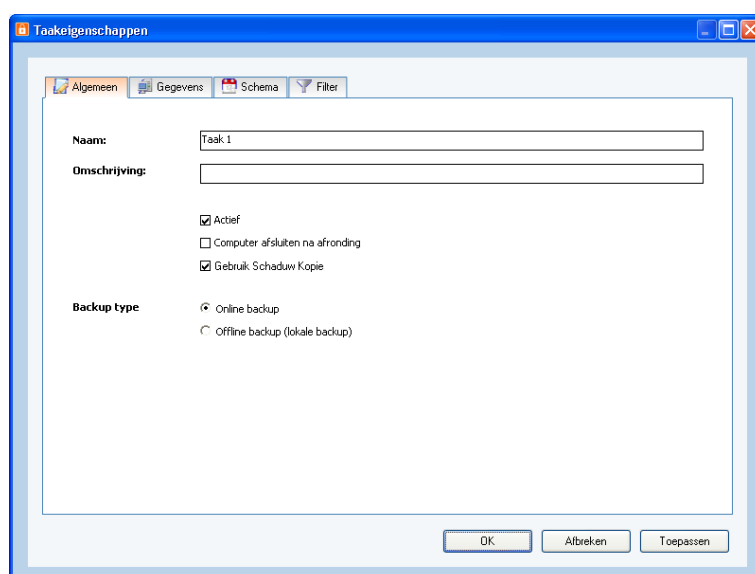 Taakeigenschappen
Algemeen Gegevens Schema Filter
Naam: Taak 1
Omschrijving:
Actief
Computer afsluiten na afronding
Gebruik Schaduw Kopie
Backup type Online backup
Offline backup (lokale backup)
OK Afbreken Toepassen